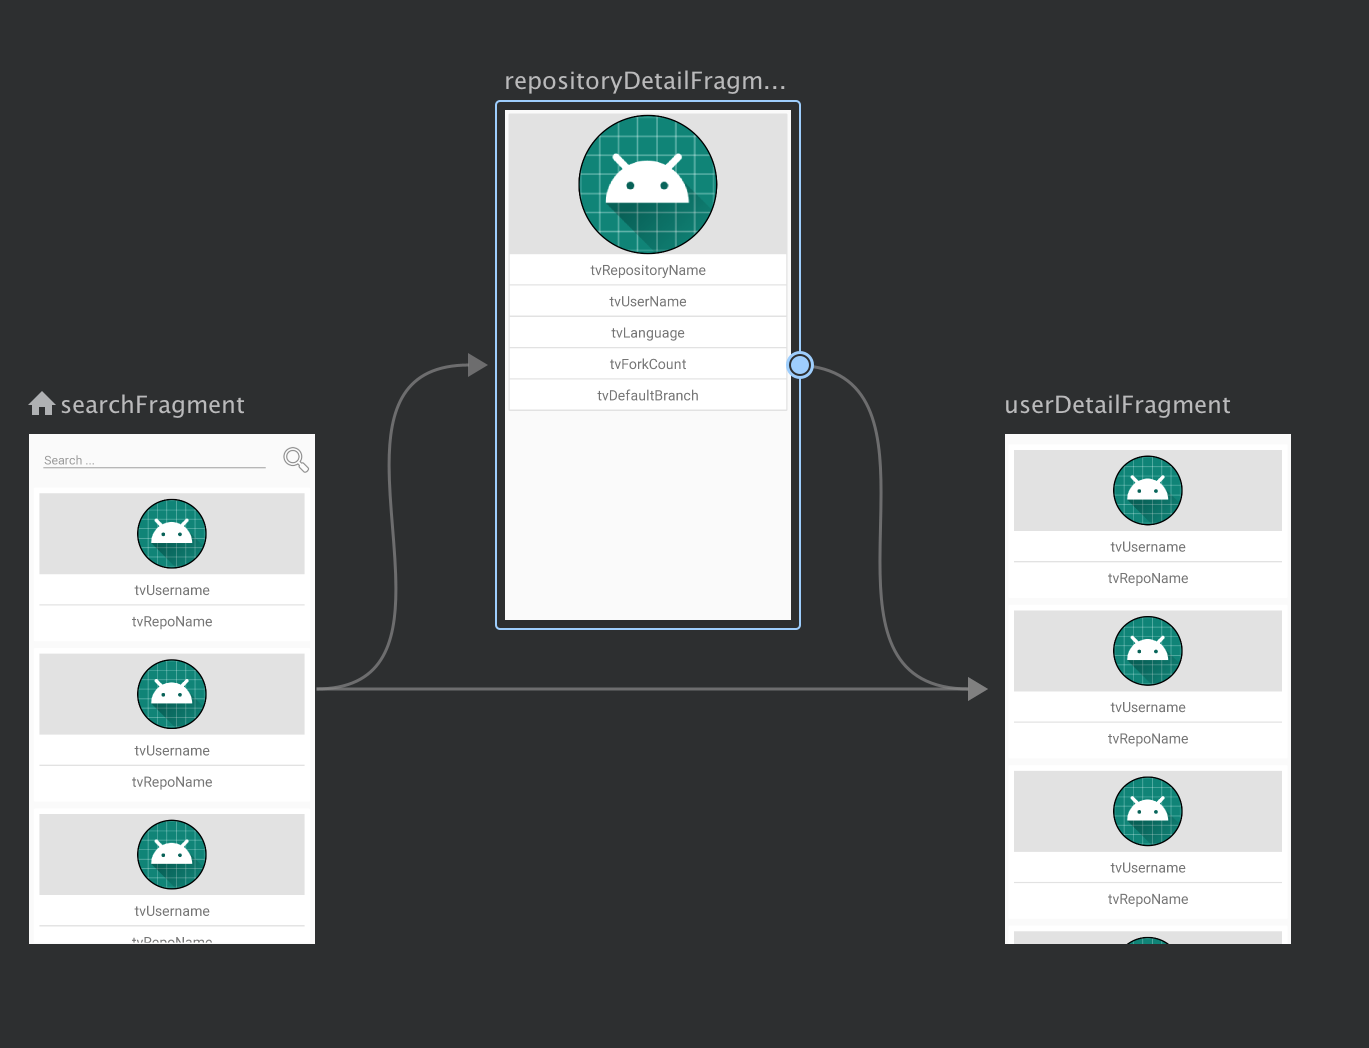 repositoryDetailFragm...
tvRepositoryName
tvUserName
tvLanguage
tvForkCount
tvDefaultBranch
searchFragment
Search ...
tvUsername
tvRepoName
tvUsername
tvRepoName
tvUsername
tvRepoName
userDetailFragment
tvUsername
tvRepoName
tvUsername
tvRepoName
tvUsername
tvRepoName